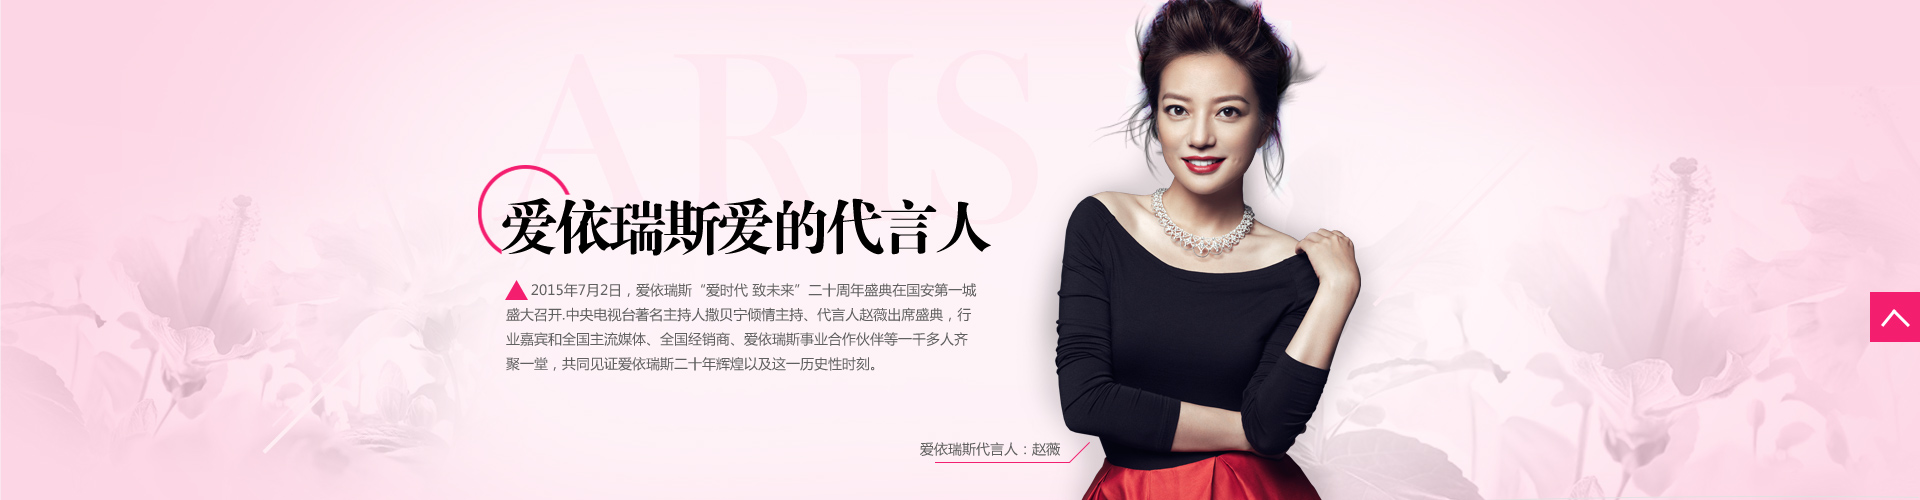 ARIS
爱依瑞斯爱的代言人
2015年7月2日，爱依瑞斯“爱时代 致未来”二十周年盛典在国安第一城
盛大召开.中央电视台著名主持人撒贝宁倾情主持、代言人赵薇出席盛典，行
业嘉宾和全国主流媒体、全国经销商、爱依瑞斯事业合作伙伴等一千多人齐
聚一堂，共同见证爱依瑞斯二十年辉煌以及这一历史性时刻。
爱依瑞斯代言人：赵薇